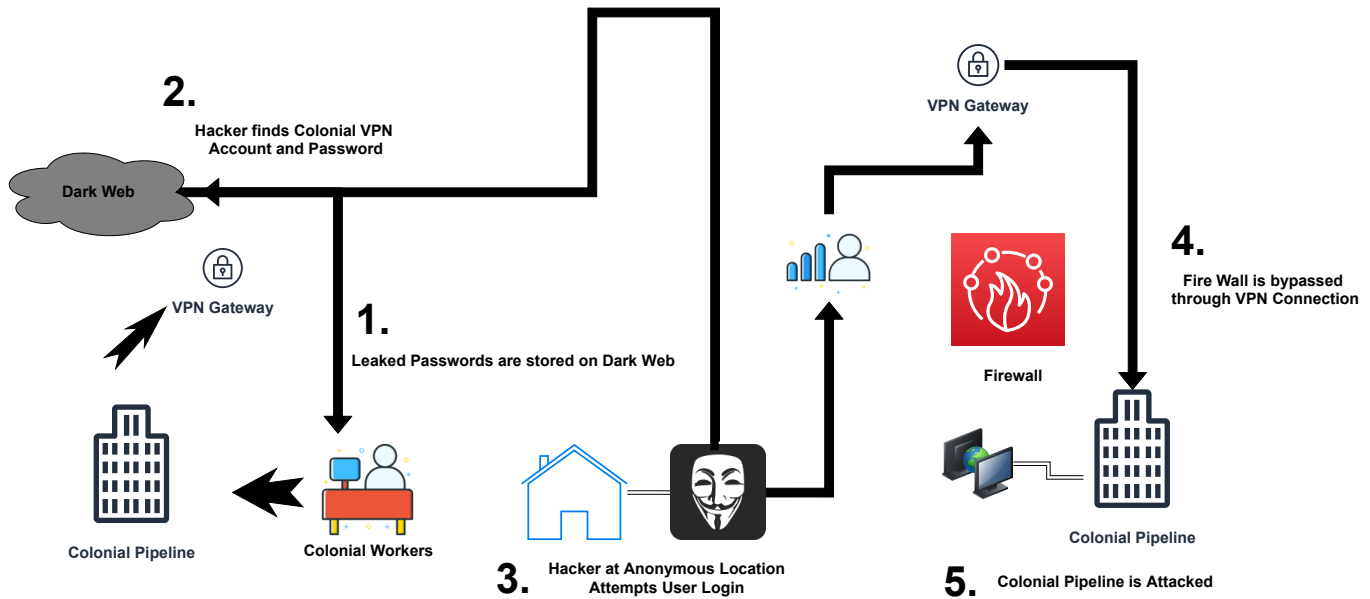 2.
Hacker finds Colonial VPN
Account and Password
Dark Web
VPN Gateway
1.
Leaked Passwords are stored on Dark Web
Colonial Pipeline
Colonial Workers
3.
Hacker at Anonymous Location
Attempts User Login
VPN Gateway
4.
Fire Wall is bypassed
through VPN Connection
Firewall
Colonial Pipeline
5.
Colonial Pipeline is Attacked